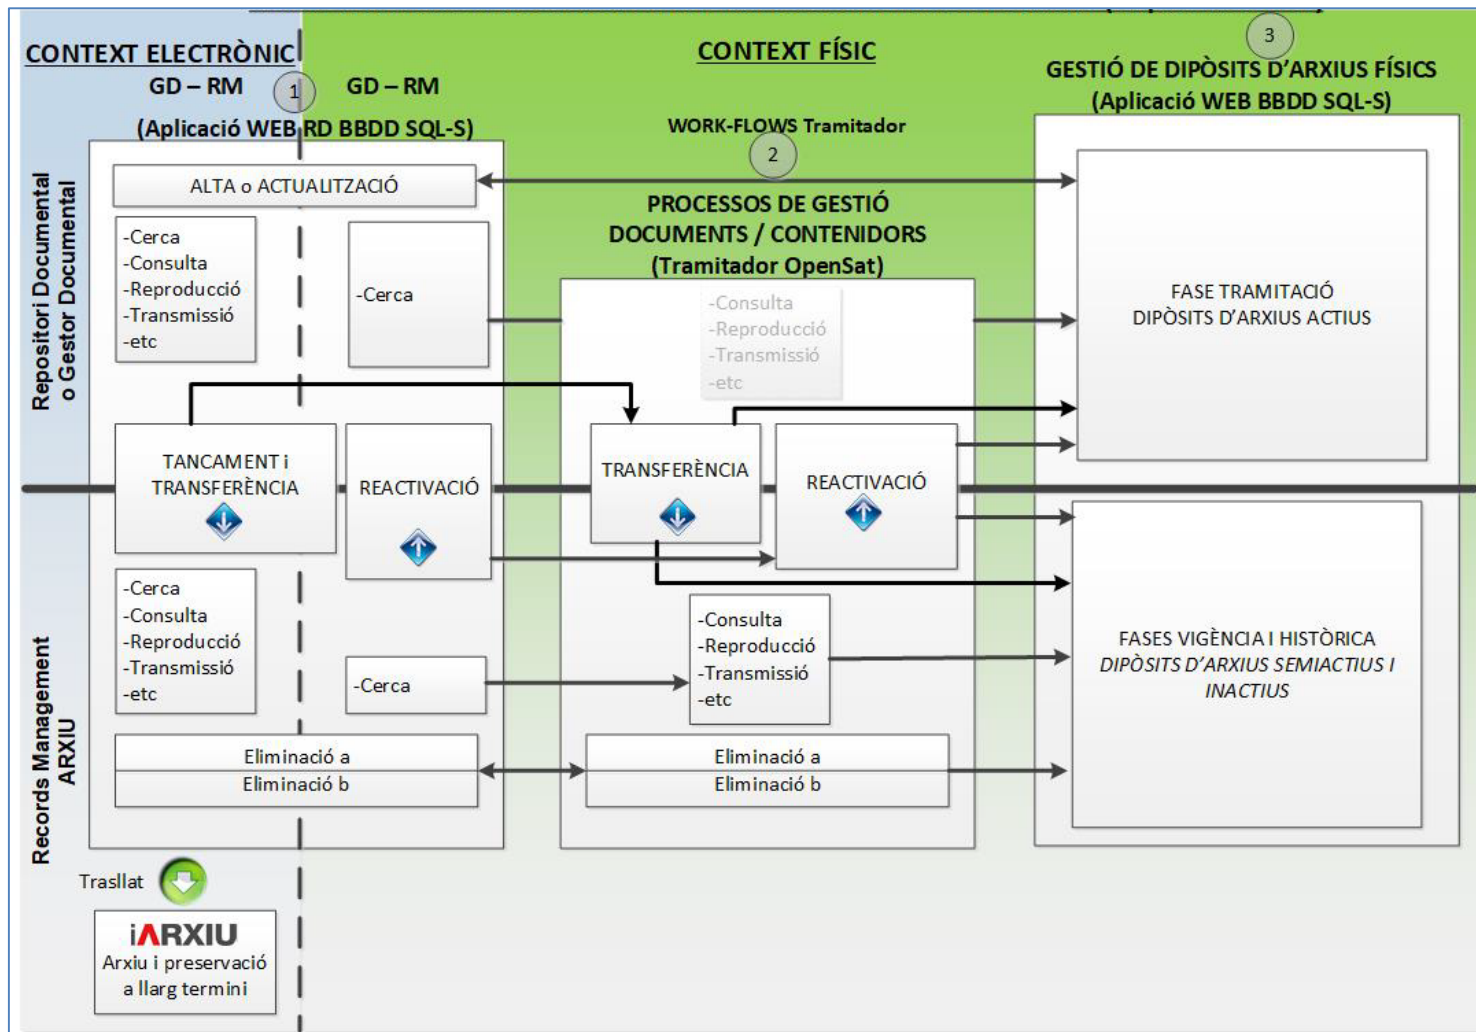 CONTEXT ELECTRÒNIC
CONTEXT FÍSIC
3
GD – RM
1
GD – RM
GESTIÓ DE DIPÒSITS D'ARXIUS FÍSICS
(Aplicació WEB BBDD SQL-S)
(Aplicació WEB RD BBDD SQL-S)
WORK-FLOWS Tramitador
2
Repositori Documental
o Gestor Documental
ALTA o ACTUALITZACIÓ
PROCESSOS DE GESTIÓ
DOCUMENTS / CONTENIDORS
(Tramitador OpenSat)
-Cerca
-Consulta
-Reproducció
-Transmissió
-etc
-Cerca
-Consulta
-Reproducció
-Transmissió
-etc
FASE TRAMITACIÓ
DIPÒSITS D'ARXIUS ACTIUS
TANCAMENT i
TRANSFERÈNCIA
REACTIVACIÓ
TRANSFERÈNCIA
REACTIVACIÓ
Records Management
ARXIU
-Cerca
-Consulta
-Reproducció
-Transmissió
-etc
-Cerca
-Consulta
-Reproducció
-Transmissió
-etc
FASES VIGÈNCIA I HISTÒRICA
DIPÒSITS D'ARXIUS SEMIACTIUS I
INACTIUS
Eliminació a
Eliminació b
Eliminació a
Eliminació b
Trasllat
iARXIU
Arxiu i preservació
a llarg termini